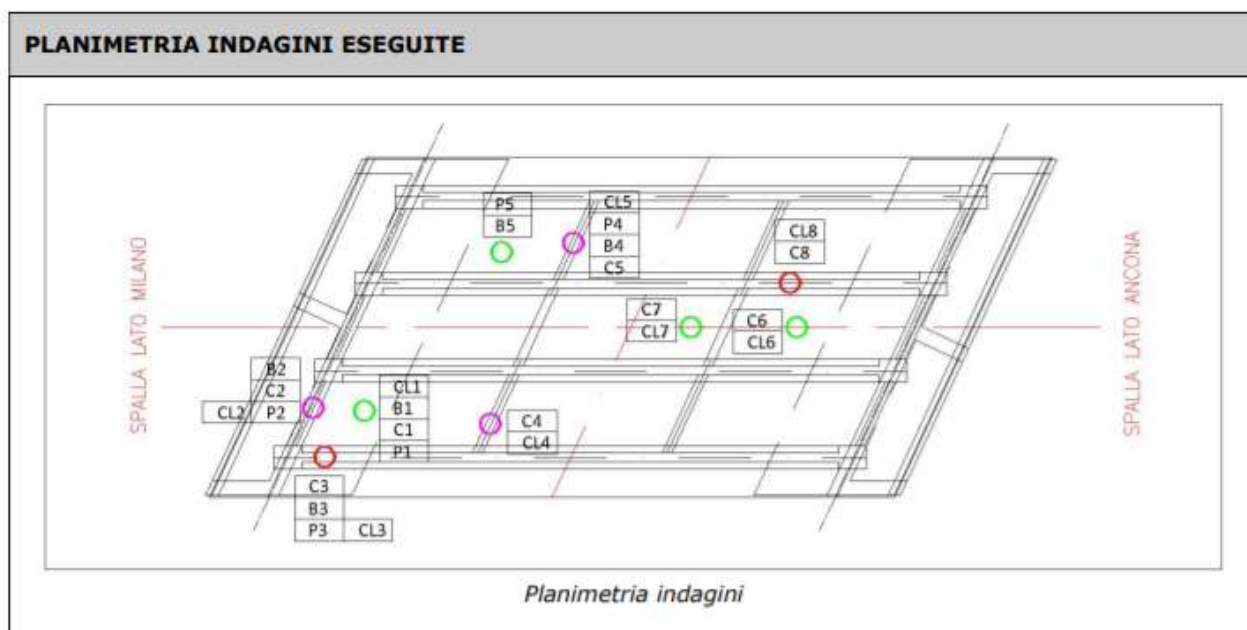 PLANIMETRIA INDAGINI ESEGUITE
SPALLA LATO MILANO
P5
B5
CL5
P4
B4
C5
CL8
C8
C7
CL7
C6
CL6
B2
C2
CL2 P2
CL1
B1
C1
P1
C4
CL4
C3
B3
P3 CL3
SPALLA LATO ANCONA
Planimetria indagini